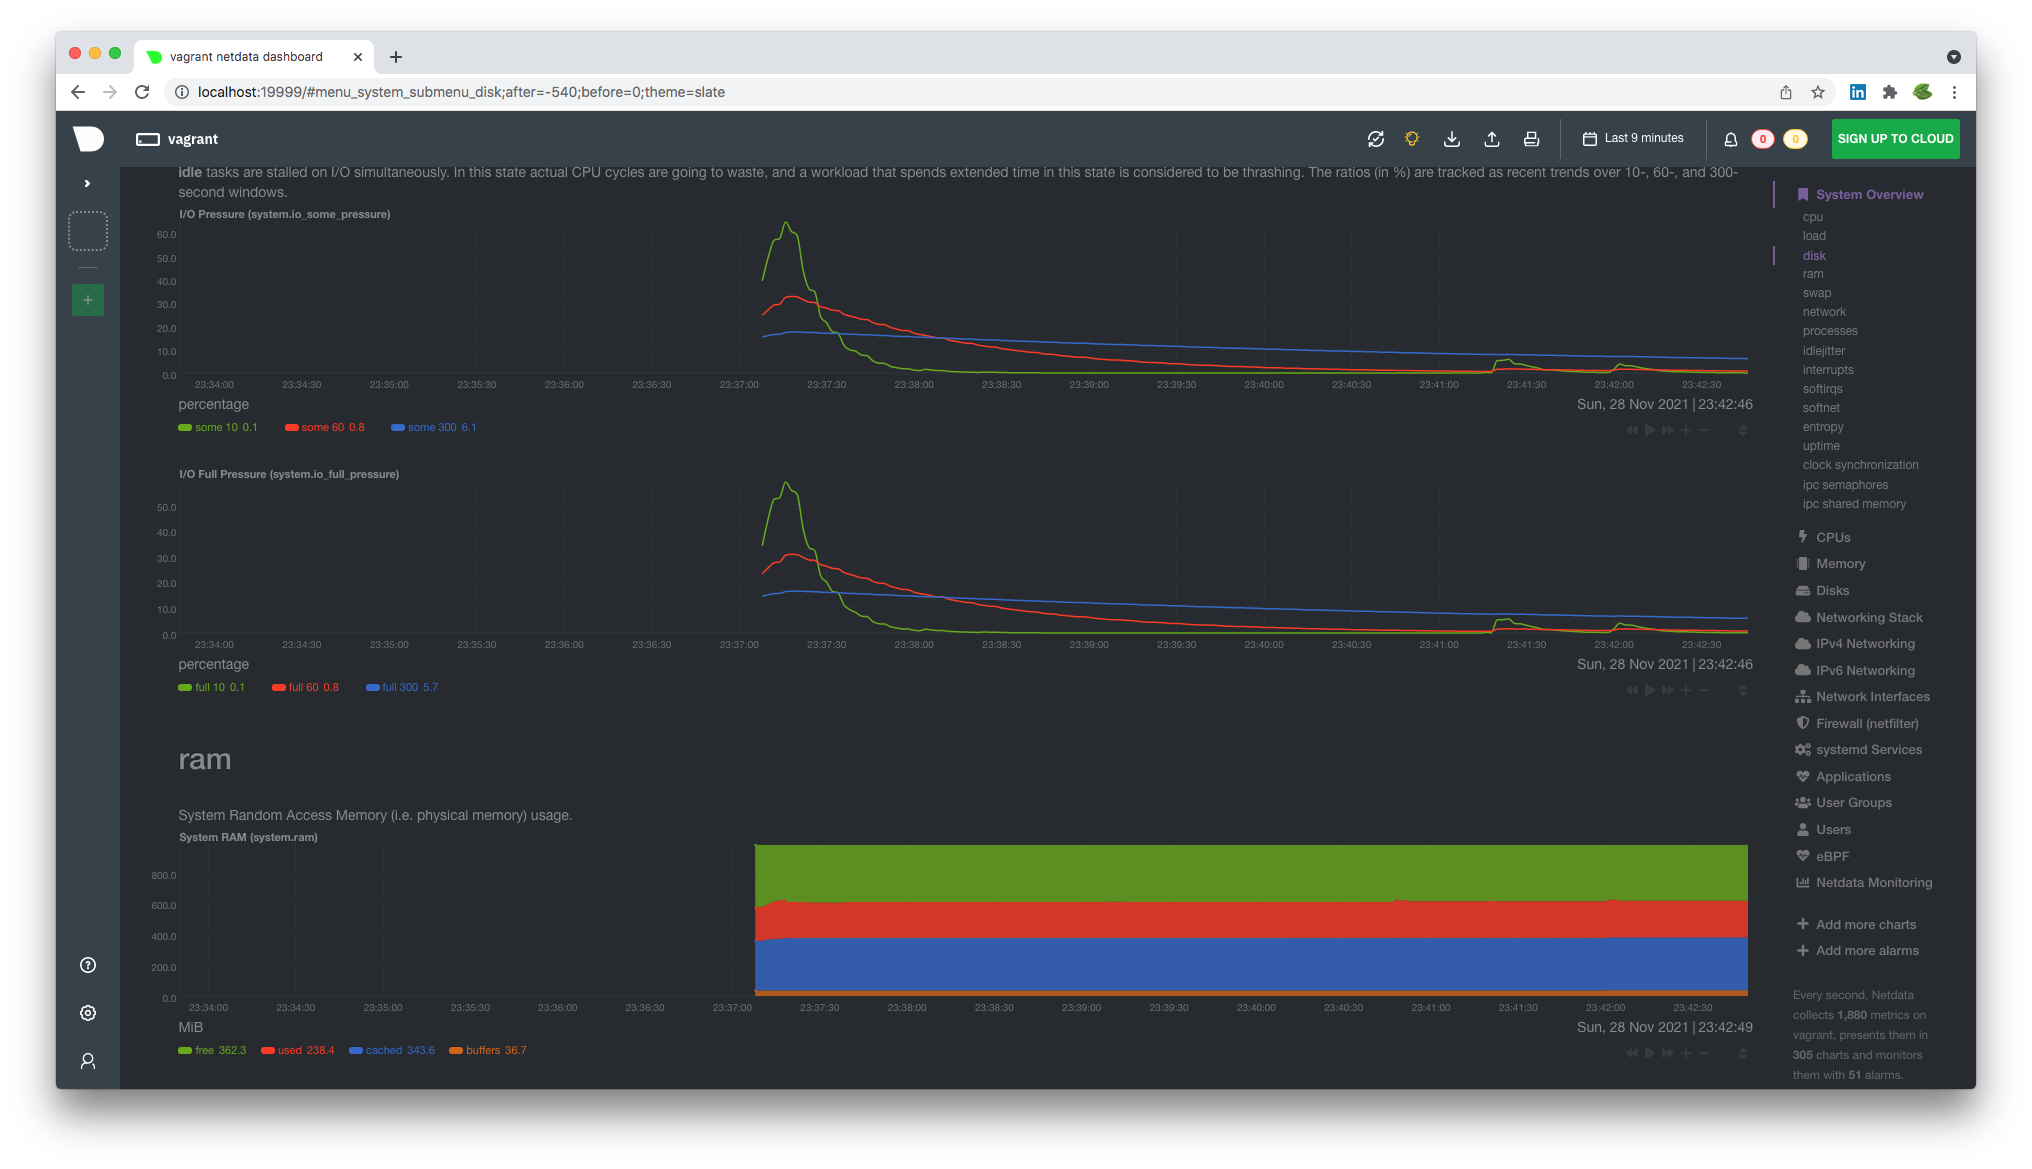 vagrant netdata dashboard
localhost:19999/#menu_system_submenu_disk;after=-540;before=0;theme=slate
vagrant
Last 9 minutes
0
0
SIGN UP TO CLOUD
idle tasks are stalled on I/O simultaneously. In this state actual CPU cycles are going to waste, and a workload that spends extended time in this state is considered to be thrashing. The ratios (in %) are tracked as recent trends over 10-, 60-, and 300-
second windows.
I/O Pressure (system.io_some_pressure)
60.0
50.0
40.0
30.0
20.0
10.0
0.0
23:34:00 23:34:30 23:35:00 23:35:30 23:36:00 23:36:30 23:37:00 23:37:30 23:38:00 23:38:30 23:39:00 23:39:30 23:40:00 23:40:30 23:41:00 23:41:30 23:42:00 23:42:30
percentage
Sun, 28 Nov 2021 | 23:42:46
some 10 0.1 some 60 0.8 some 300 6.1
I/O Full Pressure (system.io_full_pressure)
50.0
40.0
30.0
20.0
10.0
0.0
23:34:00 23:34:30 23:35:00 23:35:30 23:36:00 23:36:30 23:37:00 23:37:30 23:38:00 23:38:30 23:39:00 23:39:30 23:40:00 23:40:30 23:41:00 23:41:30 23:42:00 23:42:30
percentage
Sun, 28 Nov 2021 | 23:42:46
full 10 0.1 full 60 0.8 full 300 5.7
ram
System Random Access Memory (i.e. physical memory) usage.
System RAM (system.ram)
800.0
600.0
400.0
200.0
0.0
23:34:00 23:34:30 23:35:00 23:35:30 23:36:00 23:36:30 23:37:00 23:37:30 23:38:00 23:38:30 23:39:00 23:39:30 23:40:00 23:40:30 23:41:00 23:41:30 23:42:00 23:42:30
MiB
Sun, 28 Nov 2021 | 23:42:49
free 362.3 used 238.4 cached 343.6 buffers 36.7
System Overview
cpu
load
disk
ram
swap
network
processes
idlejitter
interrupts
softirqs
softnet
entropy
uptime
clock synchronization
ipc semaphores
ipc shared memory
CPUs
Memory
Disks
Networking Stack
IPv4 Networking
IPv6 Networking
Network Interfaces
Firewall (netfilter)
systemd Services
Applications
User Groups
Users
eBPF
Netdata Monitoring
Add more charts
Add more alarms
Every second, Netdata
collects 1,880 metrics on
vagrant, presents them in
305 charts and monitors
them with 51 alarms.